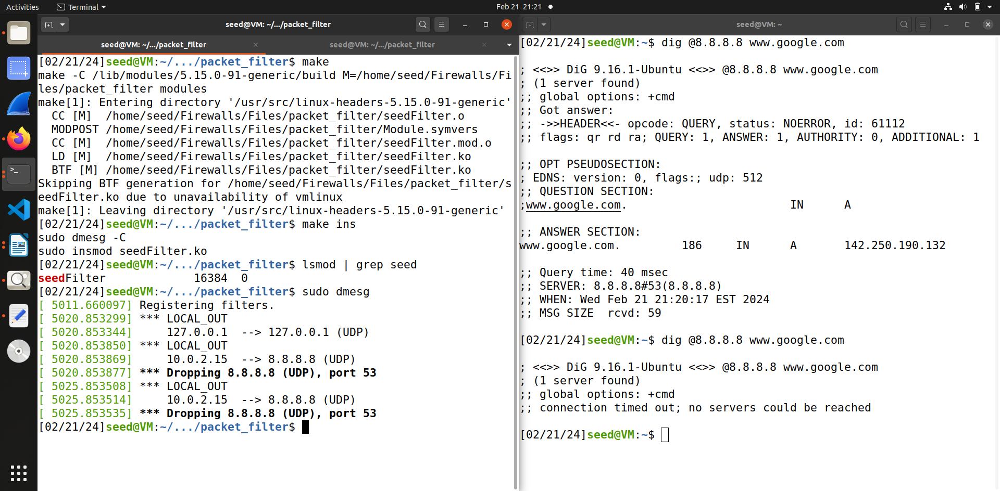 Activities
Terminal
Feb 21 21:21
seed@VM: ~/.../packet_filter
seed@VM: ~/.../packet_filter
seed@VM: ~/.../packet_filter
[02/21/24]seed@VM:~/.../packet_filter$ make
make -C /lib/modules/5.15.0-91-generic/build M=/home/seed/Firewalls/Fi
les/packet_filter modules
make[1]: Entering directory '/usr/src/linux-headers-5.15.0-91-generic'
  CC [M]  /home/seed/Firewalls/Files/packet_filter/seedFilter.o
  MODPOST /home/seed/Firewalls/Files/packet_filter/Module.symvers
  CC [M]  /home/seed/Firewalls/Files/packet_filter/seedFilter.mod.o
  LD [M]  /home/seed/Firewalls/Files/packet_filter/seedFilter.ko
  BTF [M] /home/seed/Firewalls/Files/packet_filter/seedFilter.ko
Skipping BTF generation for /home/seed/Firewalls/Files/packet_filter/s
eedFilter.ko due to unavailability of vmlinux
make[1]: Leaving directory '/usr/src/linux-headers-5.15.0-91-generic'
[02/21/24]seed@VM:~/.../packet_filter$ make ins
sudo dmesg -C
sudo insmod seedFilter.ko
[02/21/24]seed@VM:~/.../packet_filter$ lsmod | grep seed
seedFilter             16384  0
[02/21/24]seed@VM:~/.../packet_filter$ sudo dmesg
[ 5011.660097] Registering filters.
[ 5020.853299] *** LOCAL_OUT
[ 5020.853344]     127.0.0.1  --> 127.0.0.1 (UDP)
[ 5020.853850] *** LOCAL_OUT
[ 5020.853869]     10.0.2.15  --> 8.8.8.8 (UDP)
[ 5020.853877] *** Dropping 8.8.8.8 (UDP), port 53
[ 5025.853508] *** LOCAL_OUT
[ 5025.853514]     10.0.2.15  --> 8.8.8.8 (UDP)
[ 5025.853535] *** Dropping 8.8.8.8 (UDP), port 53
[02/21/24]seed@VM:~/.../packet_filter$
seed@VM: ~
[02/21/24]seed@VM:~$ dig @8.8.8.8 www.google.com
; <<>> DiG 9.16.1-Ubuntu <<>> @8.8.8.8 www.google.com
; (1 server found)
;; global options: +cmd
;; Got answer:
;; ->>HEADER<<- opcode: QUERY, status: NOERROR, id: 61112
;; flags: qr rd ra; QUERY: 1, ANSWER: 1, AUTHORITY: 0, ADDITIONAL: 1
;; OPT PSEUDOSECTION:
; EDNS: version: 0, flags:; udp: 512
;; QUESTION SECTION:
;www.google.com.                        IN      A
;; ANSWER SECTION:
www.google.com.         186     IN      A       142.250.190.132
;; Query time: 40 msec
;; SERVER: 8.8.8.8#53(8.8.8.8)
;; WHEN: Wed Feb 21 21:20:17 EST 2024
;; MSG SIZE  rcvd: 59
[02/21/24]seed@VM:~$ dig @8.8.8.8 www.google.com
; <<>> DiG 9.16.1-Ubuntu <<>> @8.8.8.8 www.google.com
; (1 server found)
;; global options: +cmd
;; connection timed out; no servers could be reached
[02/21/24]seed@VM:~$